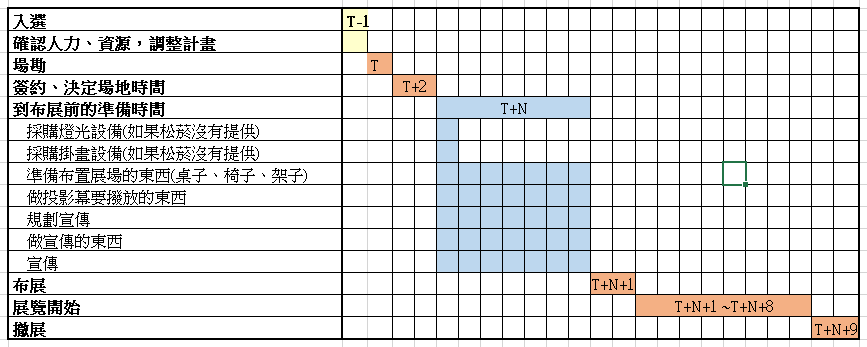 入選 T-1
確認人力、資源，調整計畫
場勘 T
簽約、決定場地時間 T+2
到布展前的準備時間 T+N
採購燈光設備(如果松菸沒有提供)
採購掛畫設備(如果松菸沒有提供)
準備布置展場的東西(桌子、椅子、架子)
做投影幕要撥放的東西
規劃宣傳
做宣傳的東西
宣傳
布展 T+N+1
展覽開始 T+N+1 ~T+N+8
撤展 T+N+9